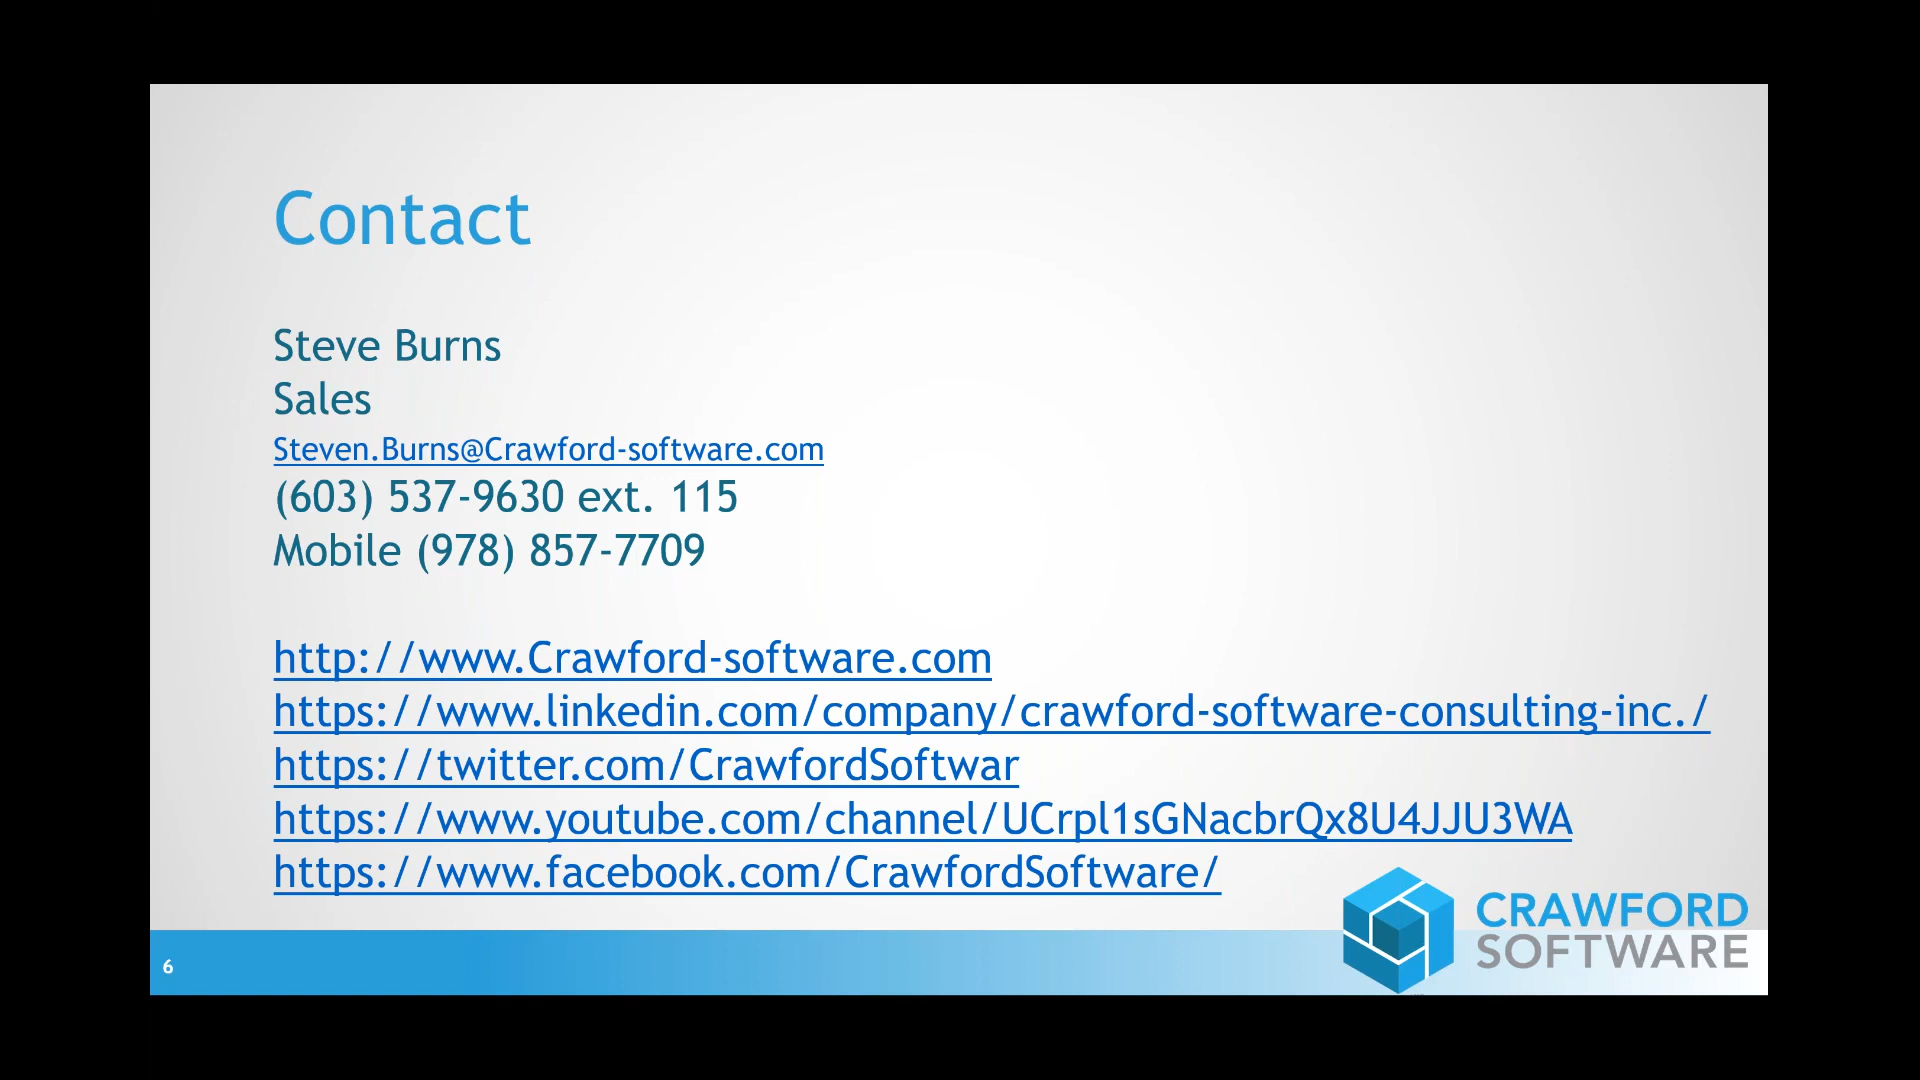 Contact
Steve Burns
Sales
Steven.Burns@Crawford-software.com
(603) 537-9630 ext. 115
Mobile (978) 857-7709
http://www.Crawford-software.com
https://www.linkedin.com/company/crawford-software-consulting-inc./
https://twitter.com/CrawfordSoftwar
https://www.youtube.com/channel/UCrpl1sGNacbrQx8U4JJU3WA
https://www.facebook.com/CrawfordSoftware/
CRAWFORD
SOFTWARE
6